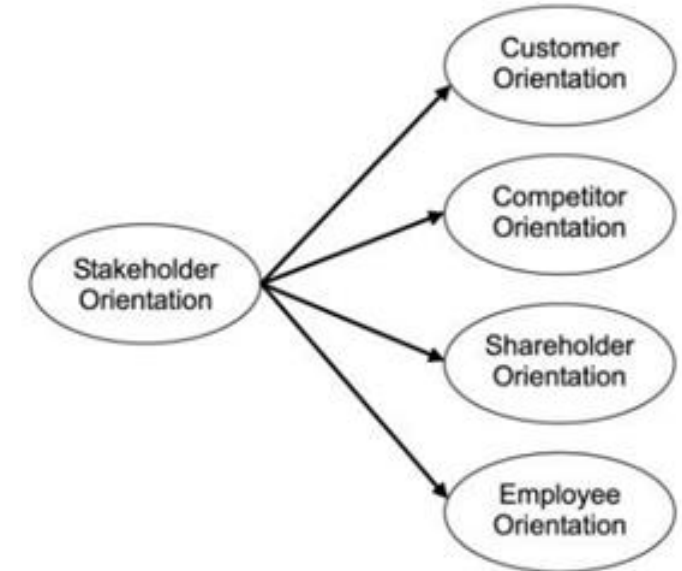 Customer
Orientation
Competitor
Orientation
Stakeholder
Orientation
Shareholder
Orientation
Employee
Orientation